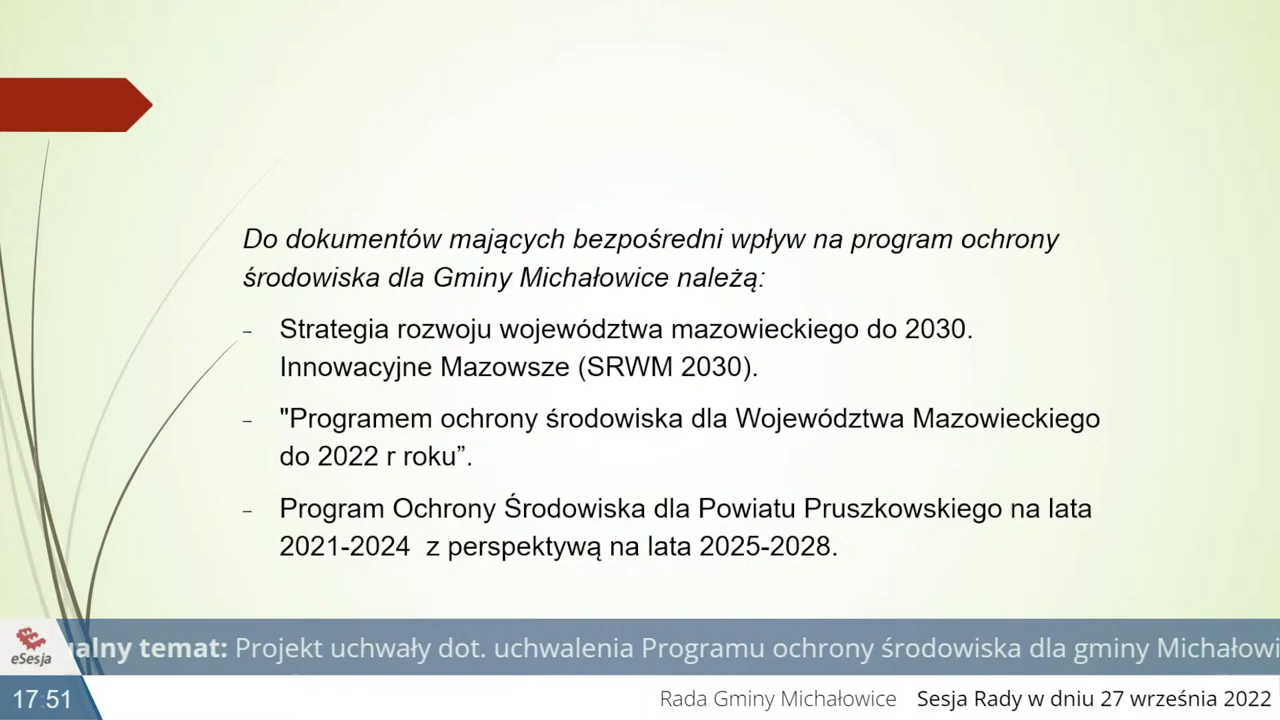 Do dokumentów mających bezpośredni wpływ na program ochrony
środowiska dla Gminy Michałowice należą:
– Strategia rozwoju województwa mazowieckiego do 2030.
Innowacyjne Mazowsze (SRWM 2030).
– "Programem ochrony środowiska dla Województwa Mazowieckiego
do 2022 r roku”.
– Program Ochrony Środowiska dla Powiatu Pruszkowskiego na lata
2021-2024  z perspektywą na lata 2025-2028.
eSesja
ualny temat: Projekt uchwały dot. uchwalenia Programu ochrony środowiska dla gminy Michałowi
17:51
Rada Gminy Michałowice Sesja Rady w dniu 27 września 2022